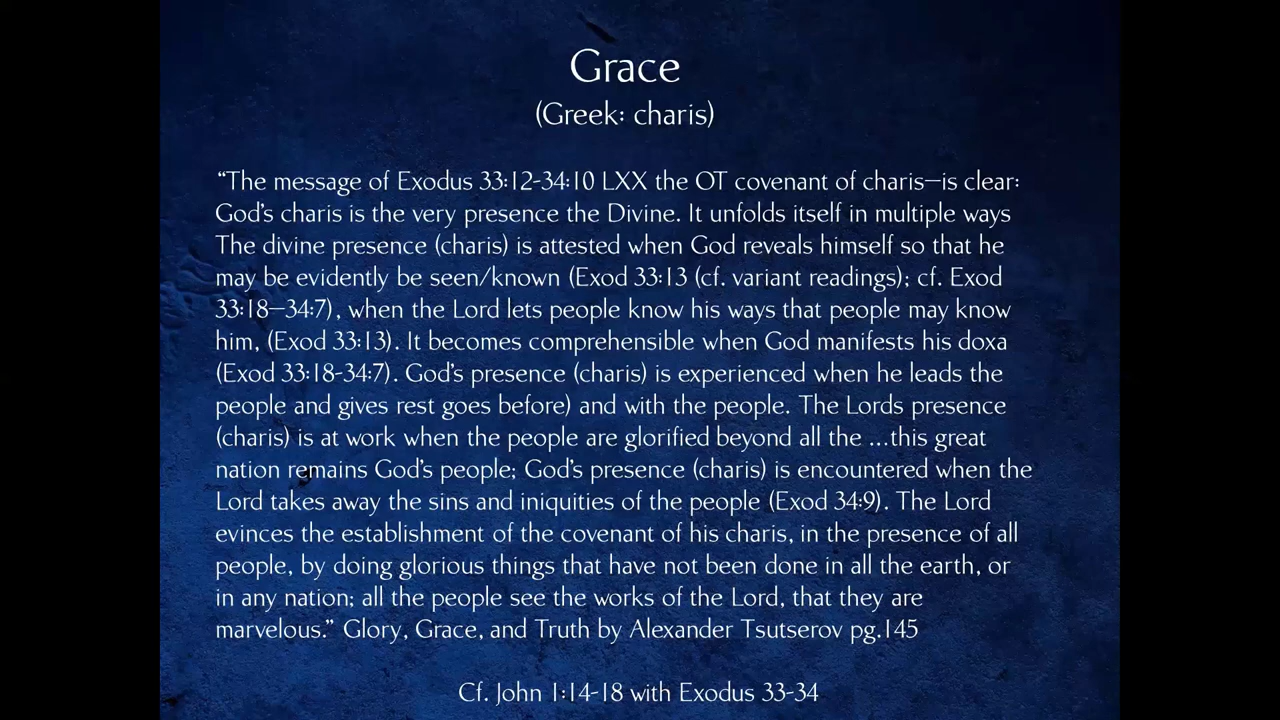 Grace
(Greek: charis)
“The message of Exodus 33:12-34:10 LXX the OT covenant of charis—is clear:
God’s charis is the very presence the Divine. It unfolds itself in multiple ways
The divine presence (charis) is attested when God reveals himself so that he
may be evidently be seen/known (Exod 33:13 (cf. variant readings); cf. Exod
33:18—34:7), when the Lord lets people know his ways that people may know
him, (Exod 33:13). It becomes comprehensible when God manifests his doxa
(Exod 33:18-34:7). God’s presence (charis) is experienced when he leads the
people and gives rest goes before) and with the people. The Lords presence
(charis) is at work when the people are glorified beyond all the ...this great
nation remains God’s people; God’s presence (charis) is encountered when the
Lord takes away the sins and iniquities of the people (Exod 34:9). The Lord
evinces the establishment of the covenant of his charis, in the presence of all
people, by doing glorious things that have not been done in all the earth, or
in any nation; all the people see the works of the Lord, that they are
marvelous.” Glory, Grace, and Truth by Alexander Tsutserov pg.145
Cf. John 1:14-18 with Exodus 33-34